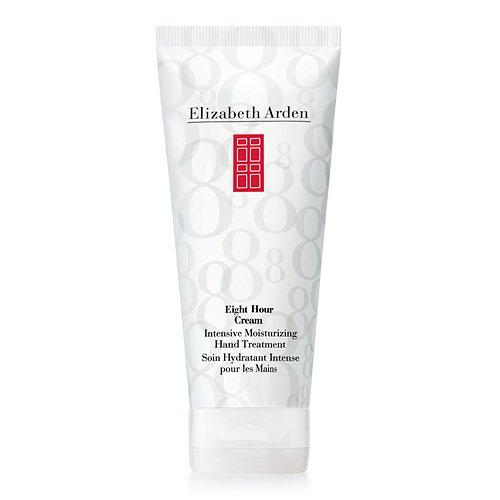 Elizabeth Arden
Eight Hour
Cream
Intensive Moisturizing
Hand Treatment
Soin Hydratant Intense
pour les Mains